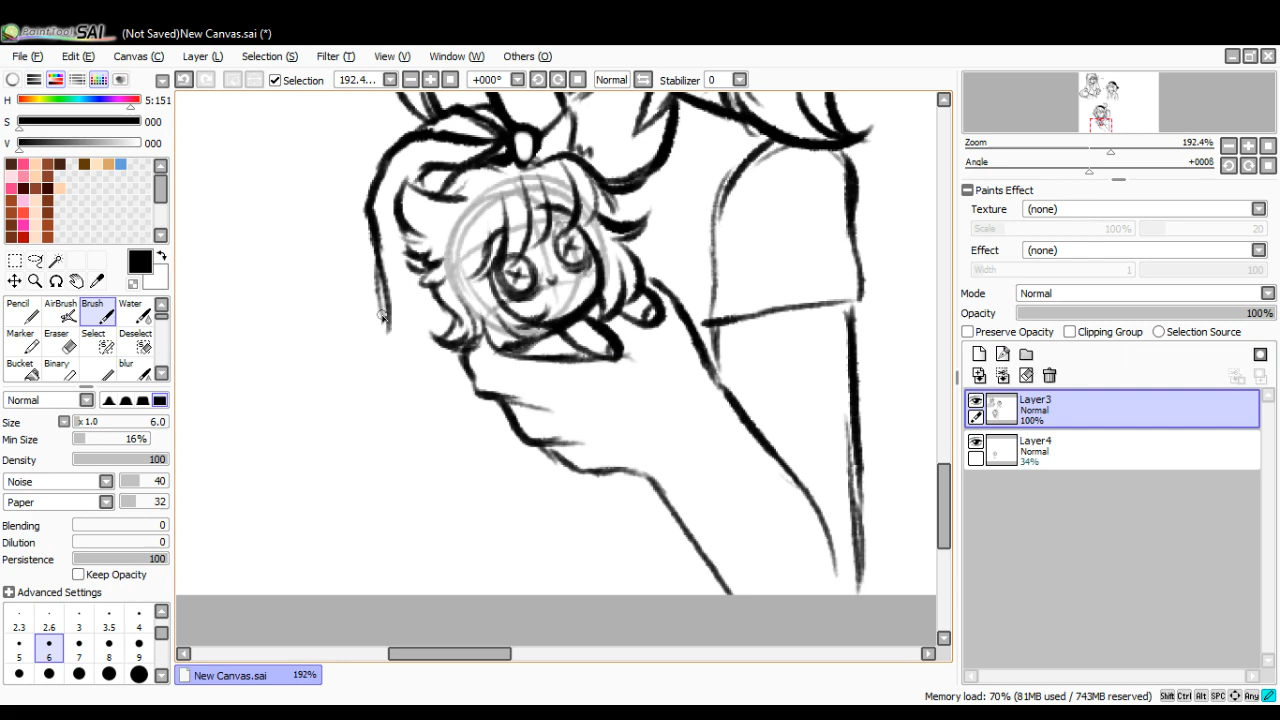 PaintTool SAI (Not Saved)New Canvas.sai (*)
File (F) Edit (E) Canvas (C) Layer (L) Selection (S) Filter (T) View (V) Window (W) Others (O)
Selection 192.4... +000° Normal Stabilizer 0
H 5:151
S 000
V 000
Pencil AirBrush Brush Water
Marker Eraser Select Deselect
Bucket Binary blur
Normal
Size x 1.0 6.0
Min Size 16%
Density 100
Noise 40
Paper 32
Blending 0
Dilution 0
Persistence 100
Keep Opacity
Advanced Settings
2.3 2.6 3 3.5 4
5 6 7 8 9
New Canvas.sai 192%
Zoom 192.4%
Angle +000ß
Paints Effect
Texture (none)
Scale 100% 20
Effect (none)
Width 1 100
Mode Normal
Opacity 100%
Preserve Opacity Clipping Group Selection Source
Layer3
Normal
100%
Layer4
Normal
34%
Memory load: 70% (81MB used / 743MB reserved) Shift Ctrl Alt SPC Any